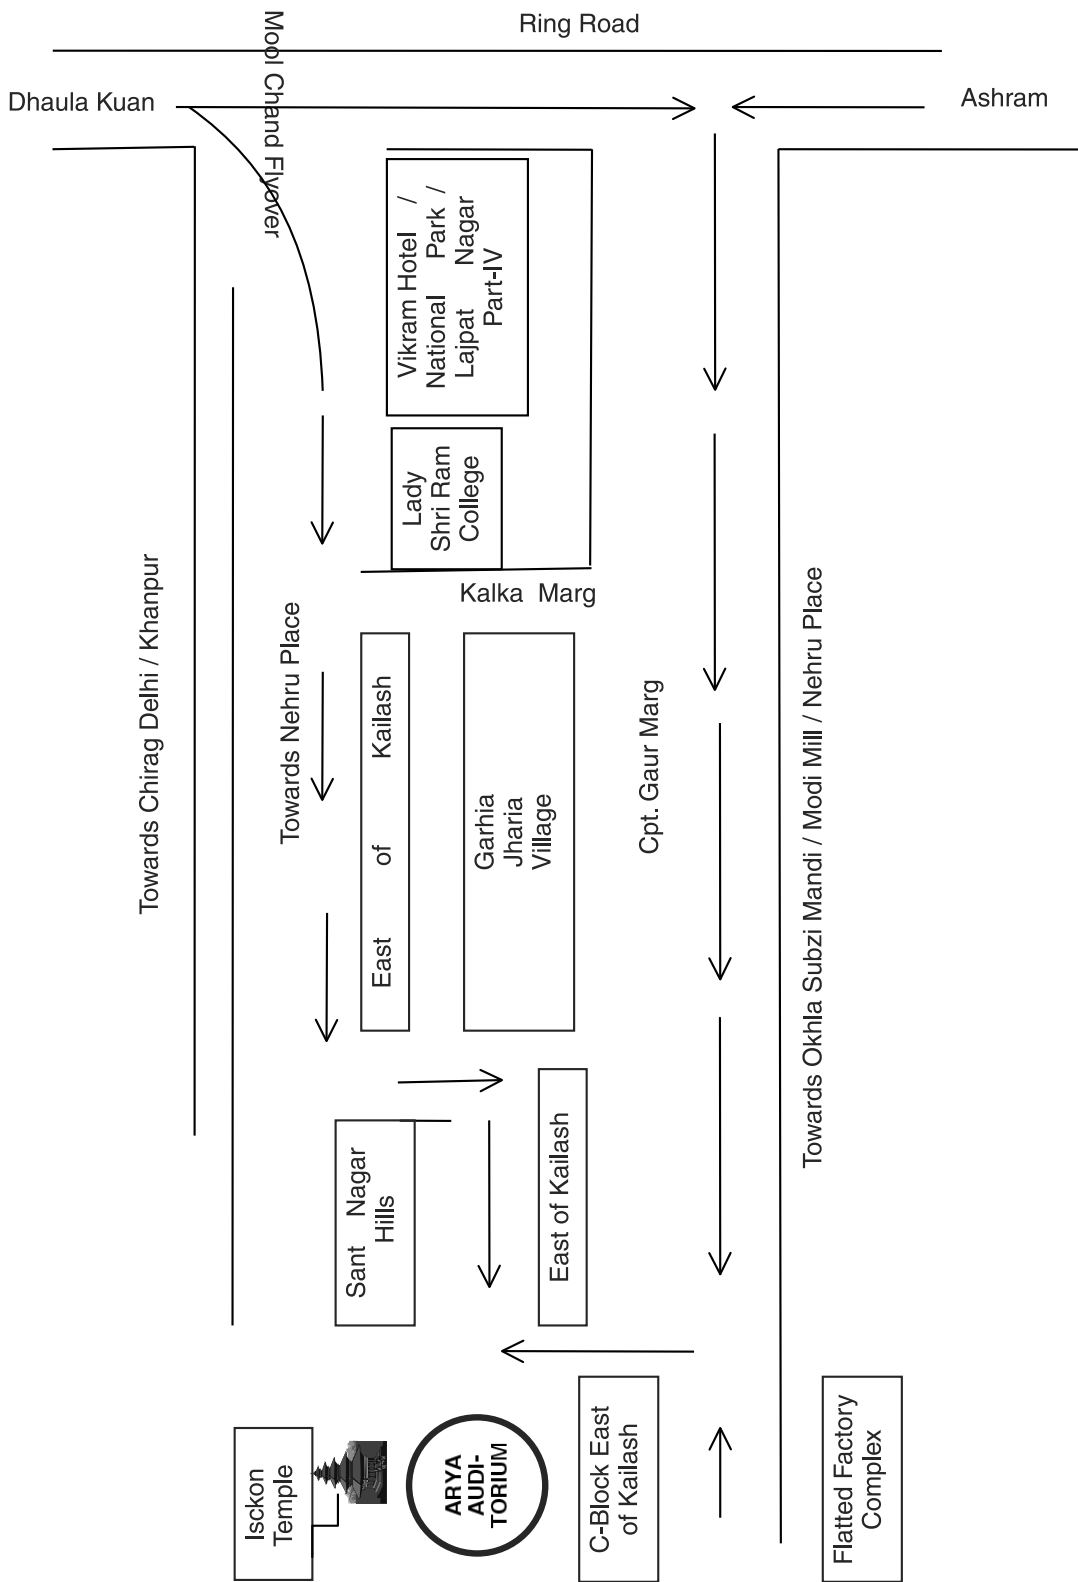 Ring Road
Dhaula Kuan
Mool Chand Flyover
Ashram
Vikram Hotel /
National Park /
Lajpat Nagar
Part-IV
Lady
Shri Ram
College
Kalka Marg
Towards Chirag Delhi / Khanpur
Towards Nehru Place
East of Kailash
Garhia
Jharia
Village
Cpt. Gaur Marg
Towards Okhla Subzi Mandi / Modi Mill / Nehru Place
Sant Nagar
Hills
East of Kailash
Isckon
Temple
ARYA
AUDI-
TORIUM
C-Block East
of Kailash
Flatted Factory
Complex